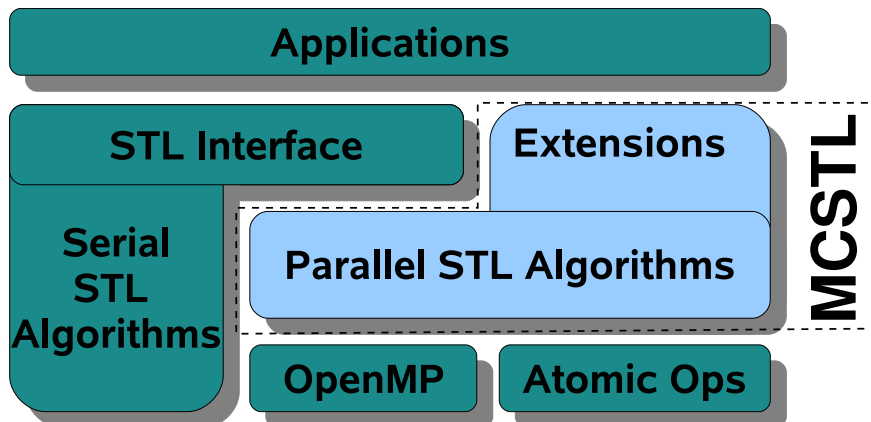 Applications
STL Interface
Extensions
Serial
STL
Algorithms
Parallel STL Algorithms
MCSTL
OpenMP
Atomic Ops